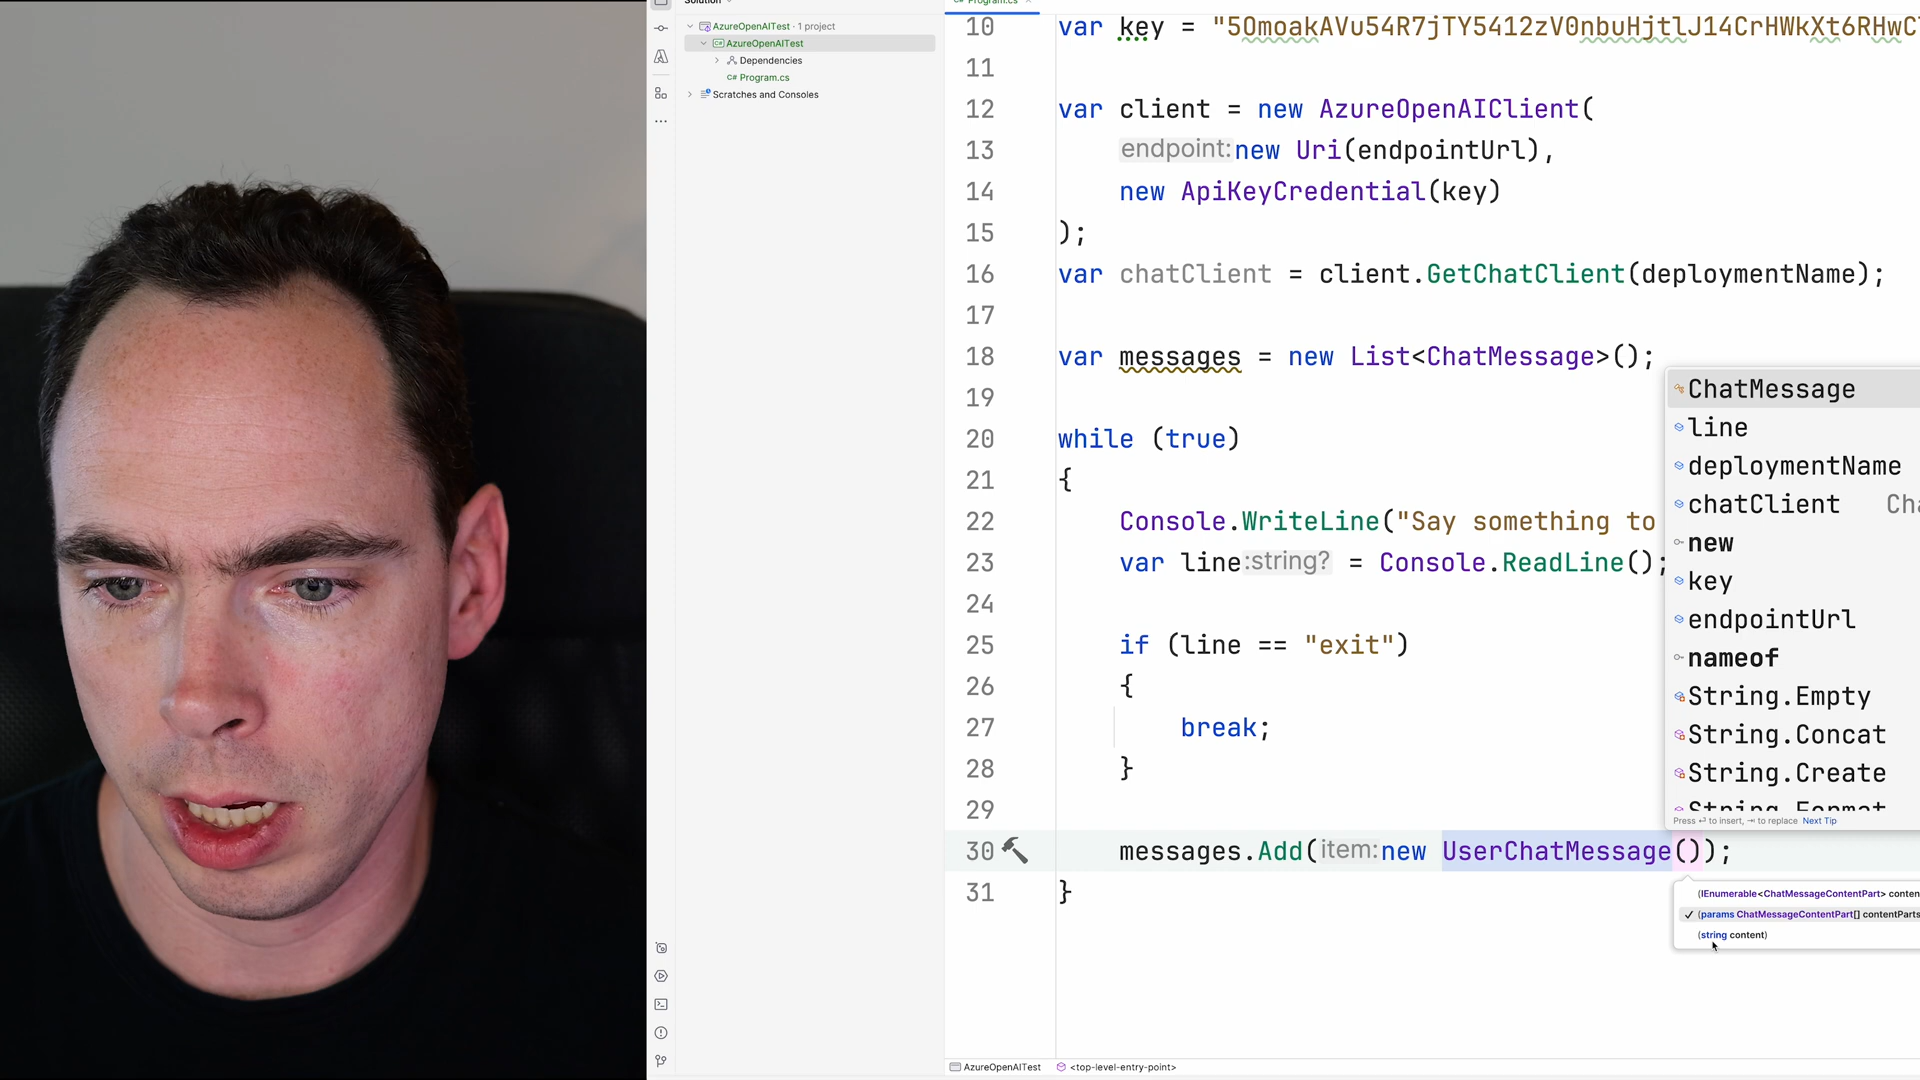 Solution
Program.cs
AzureOpenAITest · 1 project
AzureOpenAITest
Dependencies
Program.cs
Scratches and Consoles
10 var key = "5OmoakAVu54R7jTY5412zV0nbuHjtlJ14CrHWkXt6RHwC
11
12 var client = new AzureOpenAIClient(
13 endpoint:new Uri(endpointUrl),
14 new ApiKeyCredential(key)
15 );
16 var chatClient = client.GetChatClient(deploymentName);
17
18 var messages = new List<ChatMessage>();
19
20 while (true)
21 {
22 Console.WriteLine("Say something to
23 var line:string? = Console.ReadLine();
24
25 if (line == "exit")
26 {
27 break;
28 }
29
30 messages.Add(item:new UserChatMessage());
31 }
ChatMessage
line
deploymentName
chatClient Cha
new
key
endpointUrl
nameof
String.Empty
String.Concat
String.Create
String.Format
Press ↵ to insert, ⇥ to replace Next Tip
(IEnumerable<ChatMessageContentPart> conten
(params ChatMessageContentPart[] contentParts
(string content)
AzureOpenAITest <top-level-entry-point>